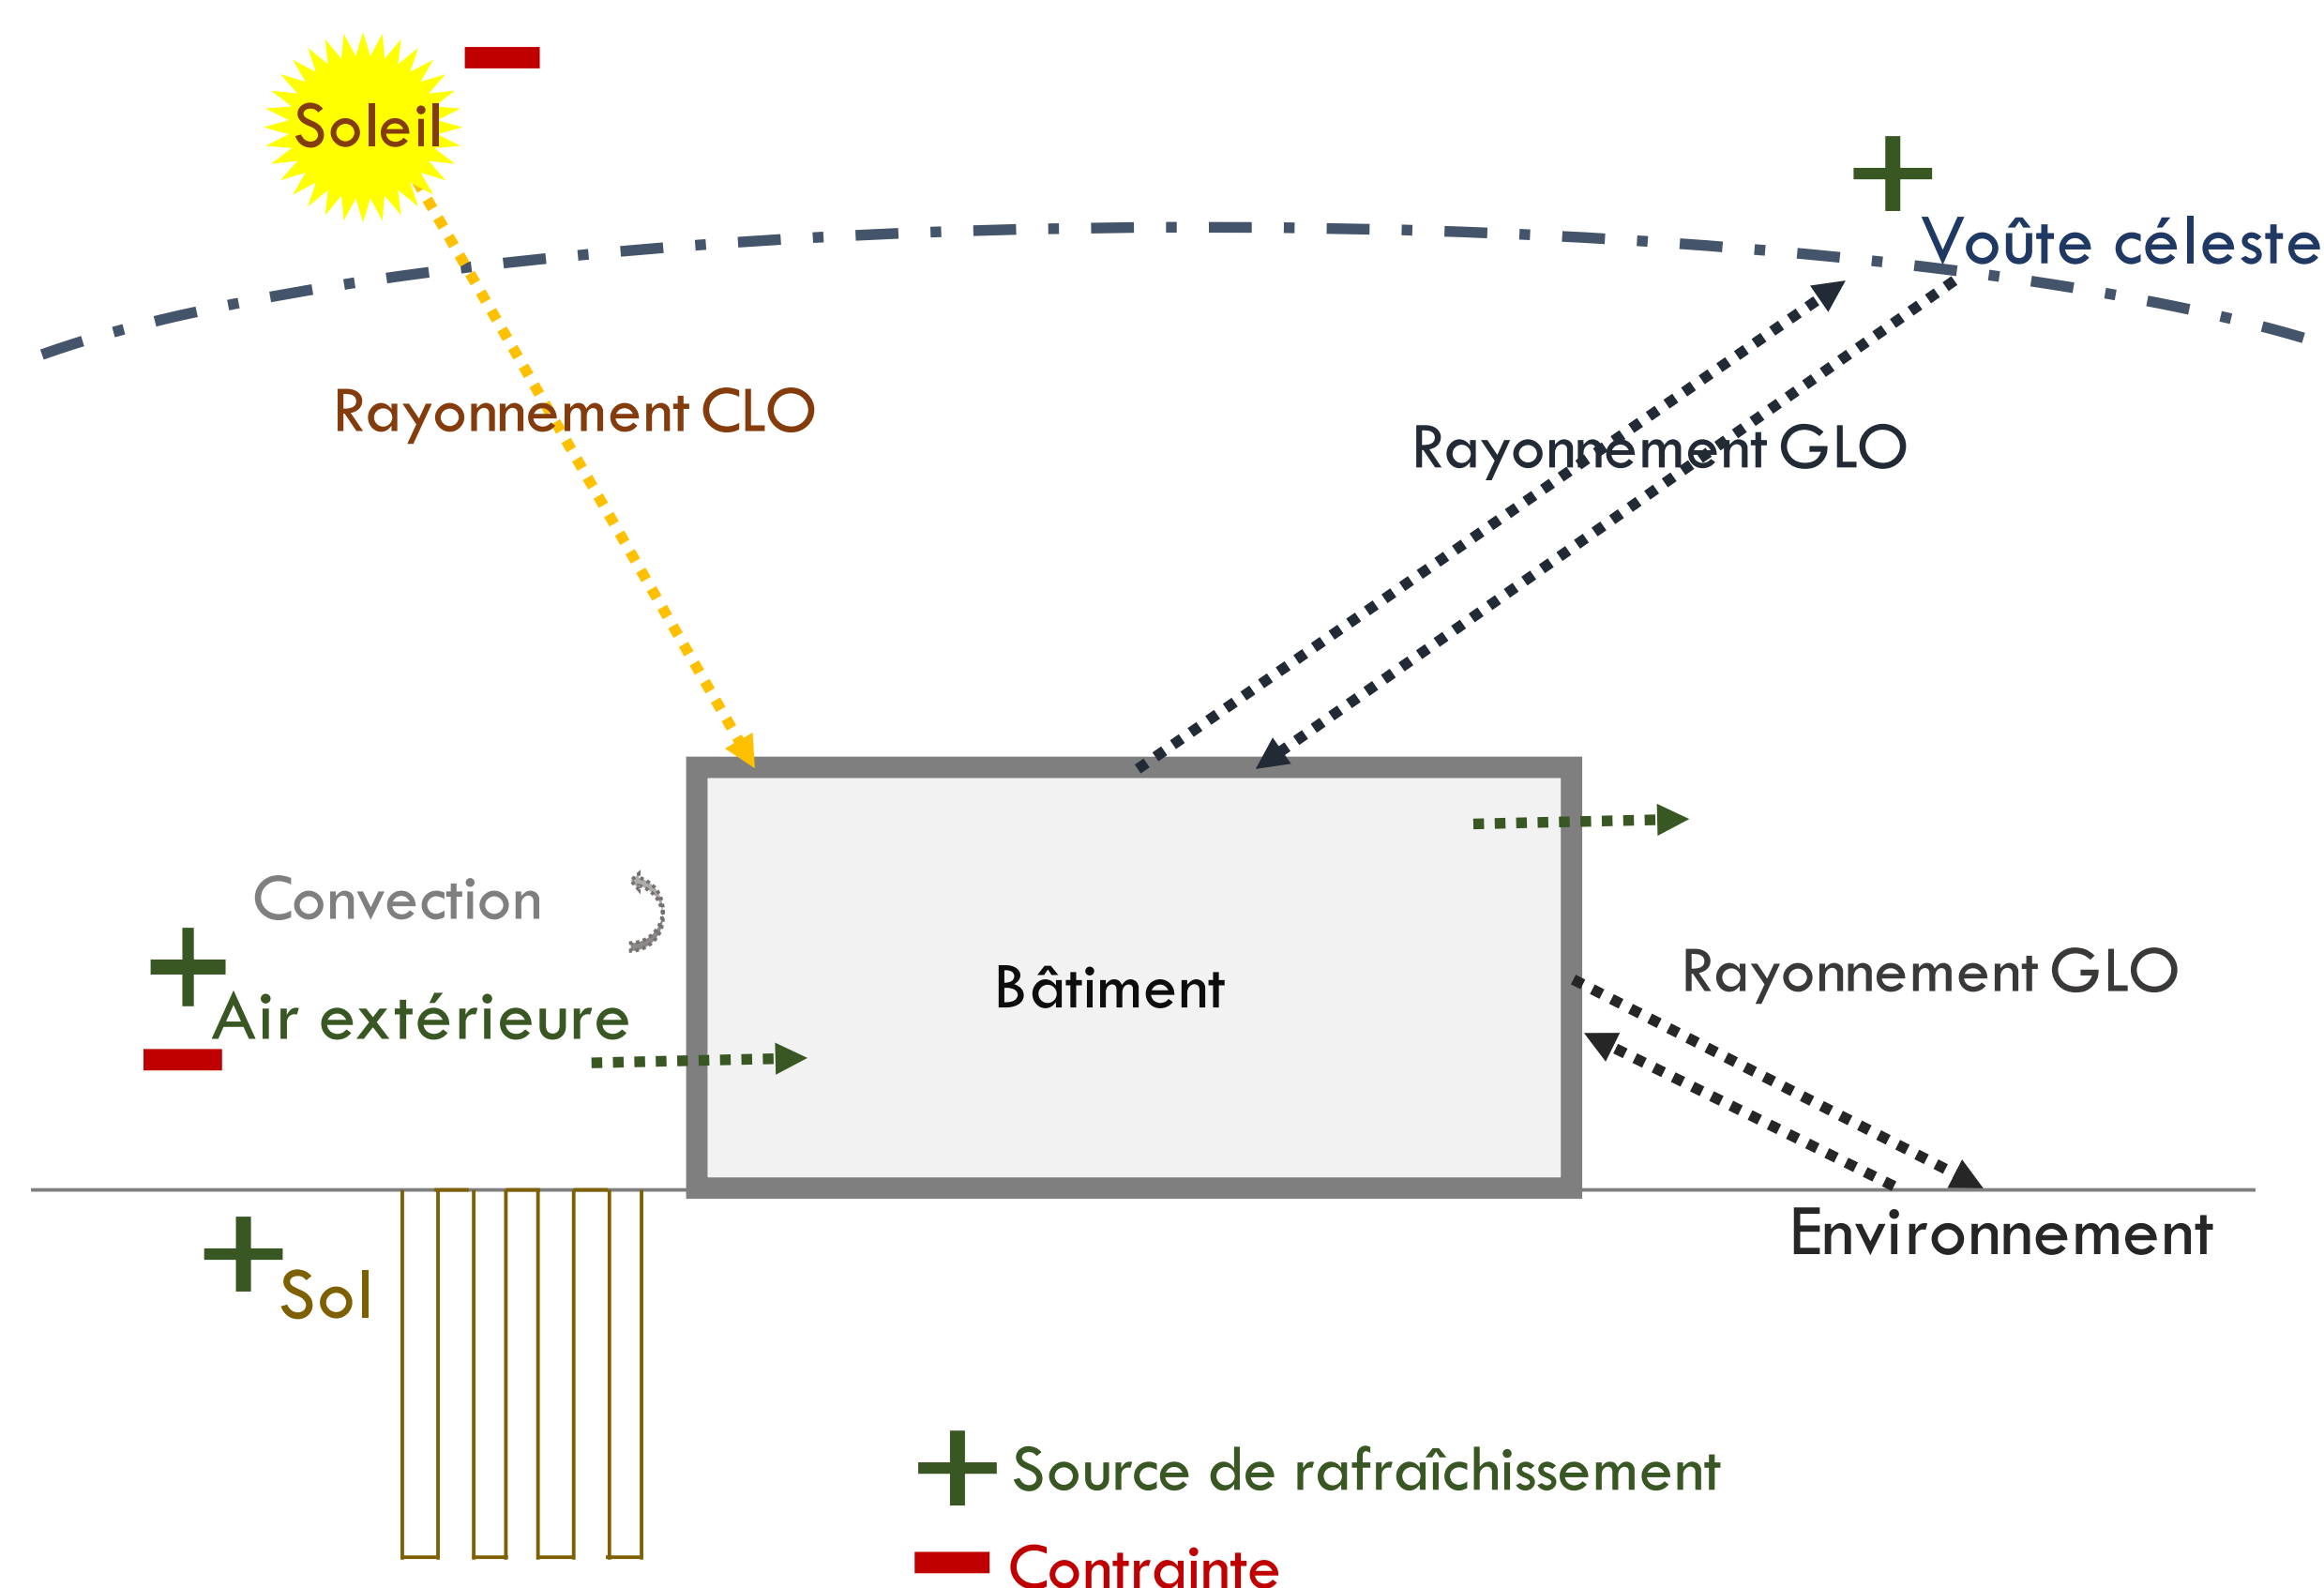 Soleil
Voûte céleste
Rayonnement CLO
Rayonnement GLO
Convection
Air extérieure
Bâtiment
Rayonnement GLO
Environnement
Sol
Source de rafraîchissement
Contrainte